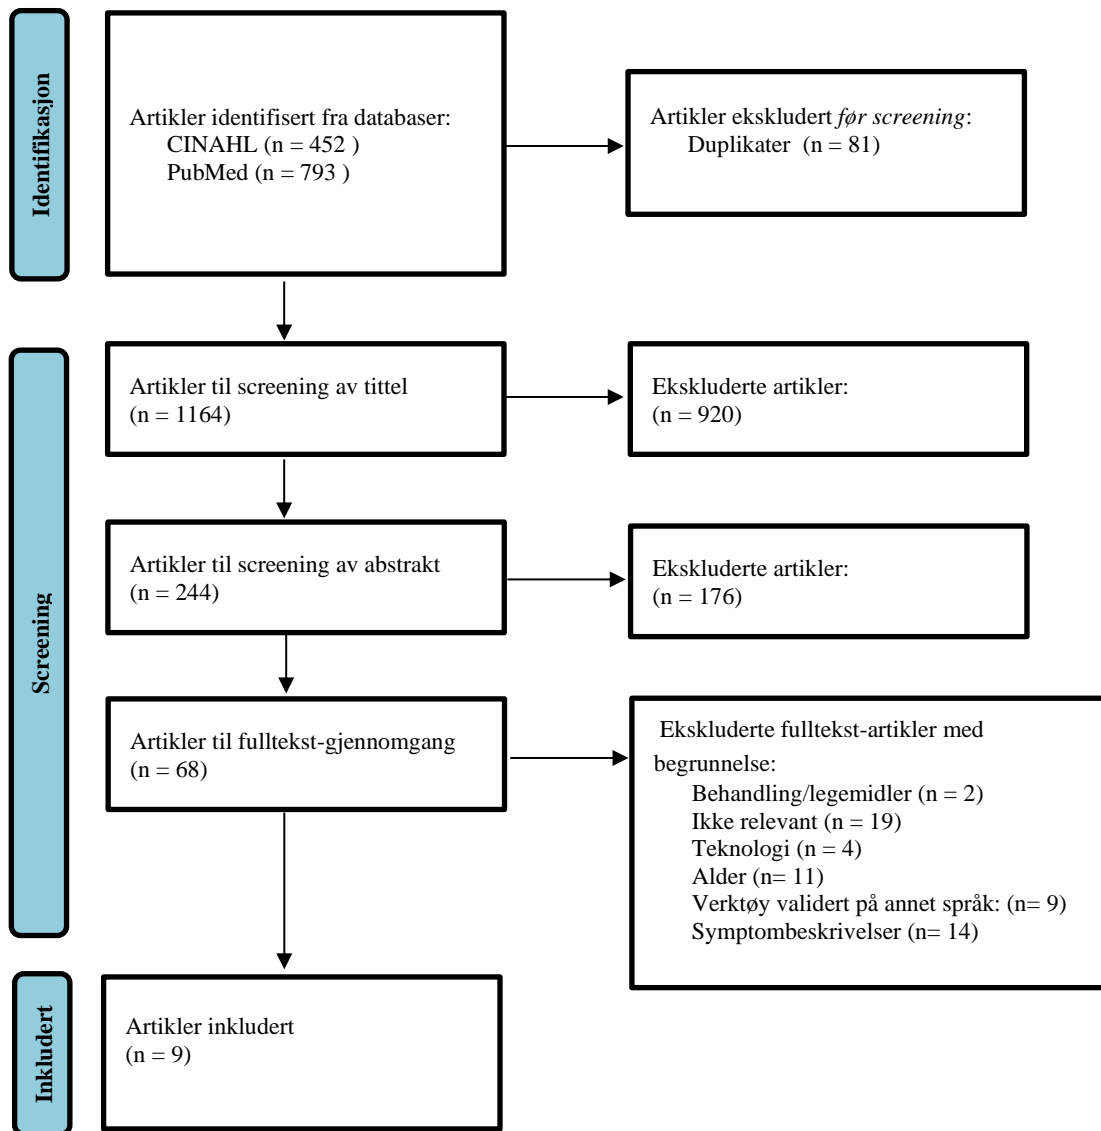 Identifikasjon
Artikler identifisert fra databaser:
CINAHL (n = 452 )
PubMed (n = 793 )
Artikler ekskludert før screening:
Duplikater (n = 81)
Screening
Artikler til screening av tittel
(n = 1164)
Ekskluderte artikler:
(n = 920)
Artikler til screening av abstrakt
(n = 244)
Ekskluderte artikler:
(n = 176)
Artikler til fulltekst-gjennomgang
(n = 68)
Ekskluderte fulltekst-artikler med
begrunnelse:
Behandling/legemidler (n = 2)
Ikke relevant (n = 19)
Teknologi (n = 4)
Alder (n= 11)
Verktøy validert på annet språk: (n= 9)
Symptombeskrivelser (n= 14)
Inkludert
Artikler inkludert
(n = 9)